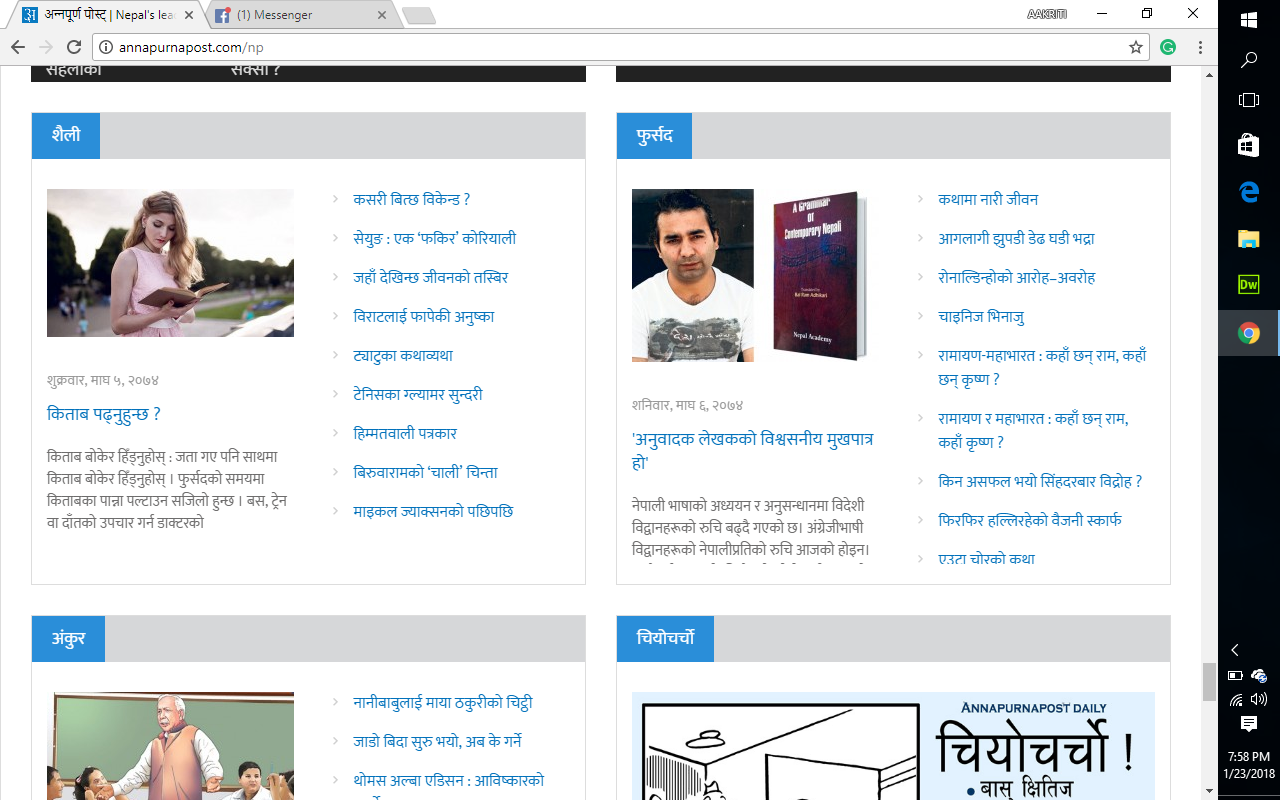 अन्नपूर्ण पोस्ट् | Nepal's lea
(1) Messenger
AAKRITI
annapurnapost.com/np
सहेलीको
सक्सौं ?
शैली
शुक्रवार, माघ ५, २०७४
किताब पढ्नुहुन्छ ?
किताब बोकेर हिँड्नुहोस् : जता गए पनि साथमा
किताब बोकेर हिँड्नुहोस् । फुर्सदको समयमा
किताबका पान्ना पल्टाउन सजिलो हुन्छ । बस, ट्रेन
वा दाँतको उपचार गर्न डाक्टरको
कसरी बित्छ विकेन्ड ?
सेयुङ : एक ‘फकिर’ कोरियाली
जहाँ देखिन्छ जीवनको तस्बिर
विराटलाई फापेकी अनुष्का
ट्याटुका कथाव्यथा
टेनिसका ग्ल्यामर सुन्दरी
हिम्मतवाली पत्रकार
बिरुवारामको ‘चाली’ चिन्ता
माइकल ज्याक्सनको पछिपछि
फुर्सद
A Grammar
Of
Contemporary Nepali
Translated by
Bal Ram Adhikari
Nepal Academy
शनिवार, माघ ६, २०७४
'अनुवादक लेखकको विश्वसनीय मुखपात्र
हो'
नेपाली भाषाको अध्ययन र अनुसन्धानमा विदेशी
विद्वानहरूको रुचि बढ्दै गएको छ। अंग्रेजीभाषी
विद्वानहरूको नेपालीप्रतिको रुचि आजको होइन।
कथामा नारी जीवन
आगलागी झुपडी डेढ घडी भद्रा
रोनाल्डिन्होको आरोह–अवरोह
चाइनिज भिनाजु
रामायण-महाभारत : कहाँ छन् राम, कहाँ
छन् कृष्ण ?
रामायण र महाभारत : कहाँ छन् राम,
कहाँ कृष्ण ?
किन असफल भयो सिंहदरबार विद्रोह ?
फिरफिर हल्लिरहेको वैजनी स्कार्फ
एउटा चोरको कथा
अंकुर
नानीबाबुलाई माया ठकुरीको चिट्ठी
जाडो बिदा सुरु भयो, अब के गर्ने
थोमस अल्बा एडिसन : आविष्कारको
चियोचर्चो
ANNAPURNAPOST DAILY
चियोचर्चो !
• बासु क्षितिज
Dw
7:58 PM
1/23/2018